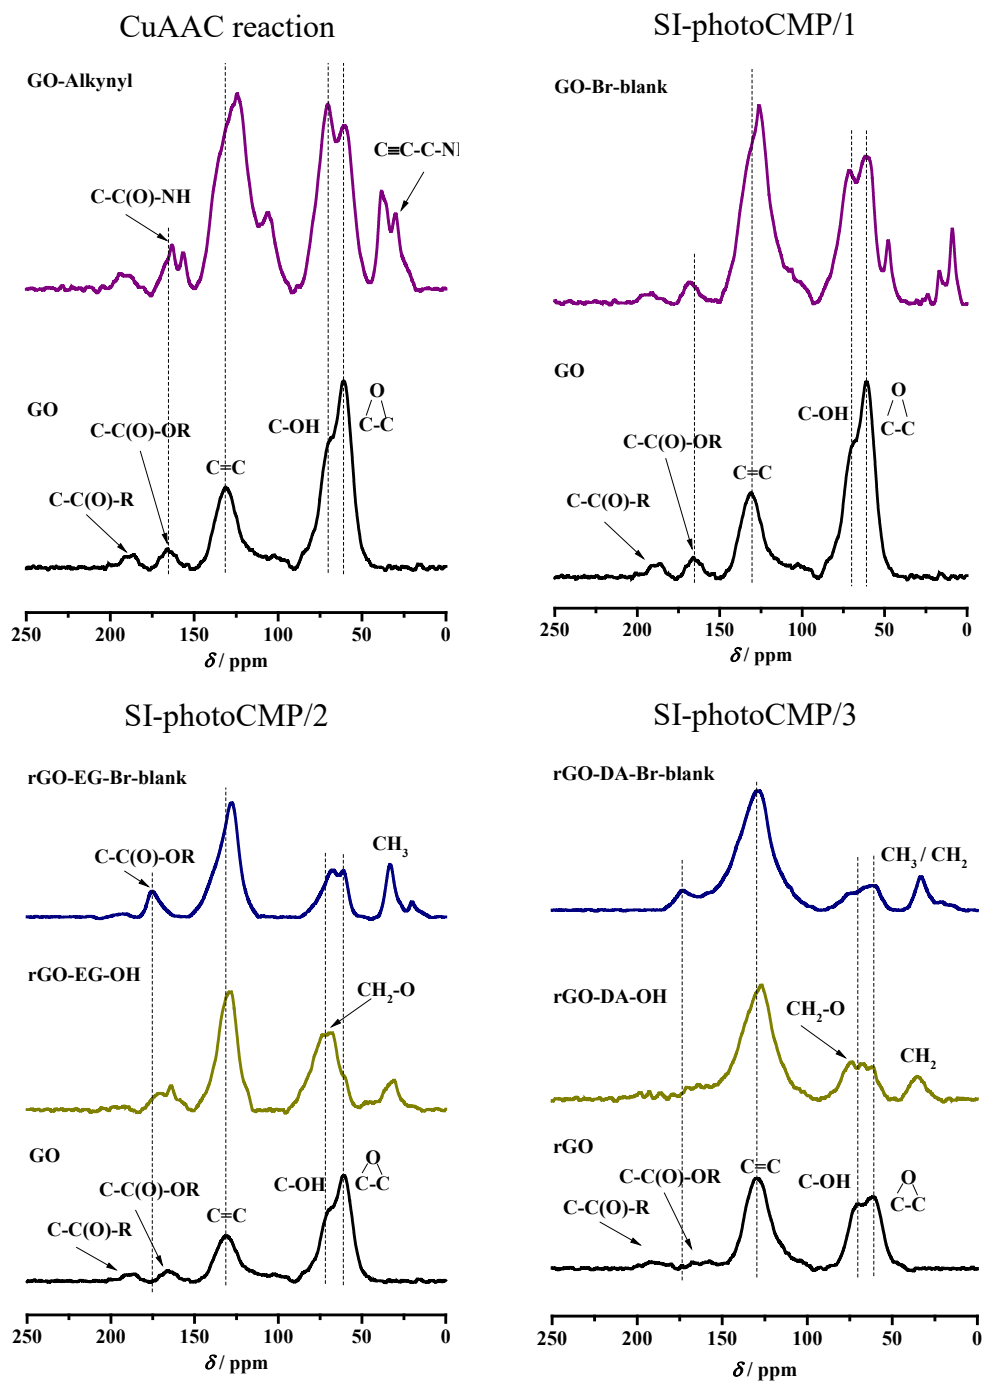 CuAAC reaction
GO-Alkynyl
C≡C-C-N
C-C(O)-NH
GO
C-C(O)-OR
C-OH
O
C-C
C=C
C-C(O)-R
250 200 150 100 50 0
δ / ppm
SI-photoCMP/1
GO-Br-blank
GO
O
C-OH
C-C
C-C(O)-OR
C=C
C-C(O)-R
250 200 150 100 50 0
δ / ppm
SI-photoCMP/2
rGO-EG-Br-blank
CH₃
C-C(O)-OR
rGO-EG-OH
CH₂-O
GO
O
C-OH
C-C
C-C(O)-OR
C=C
C-C(O)-R
250 200 150 100 50 0
δ / ppm
SI-photoCMP/3
rGO-DA-Br-blank
CH₃ / CH₂
rGO-DA-OH
CH₂-O
CH₂
rGO
C=C
O
C-OH
C-C
C-C(O)-OR
C-C(O)-R
250 200 150 100 50 0
δ / ppm